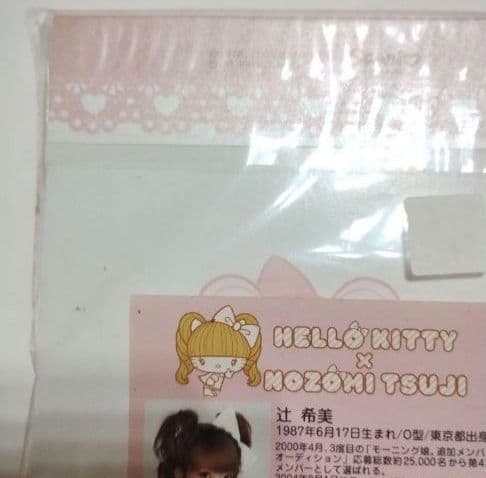 HELLO KITTY
×
NOZOMI TSUJI
辻 希美
1987年6月17日生まれ/O型/東京都出身
2000年4月、3度目の「モーニング娘。追加メンバ
オーディション」応募総数約25,000名から第4
メンバーとして選ばれる。